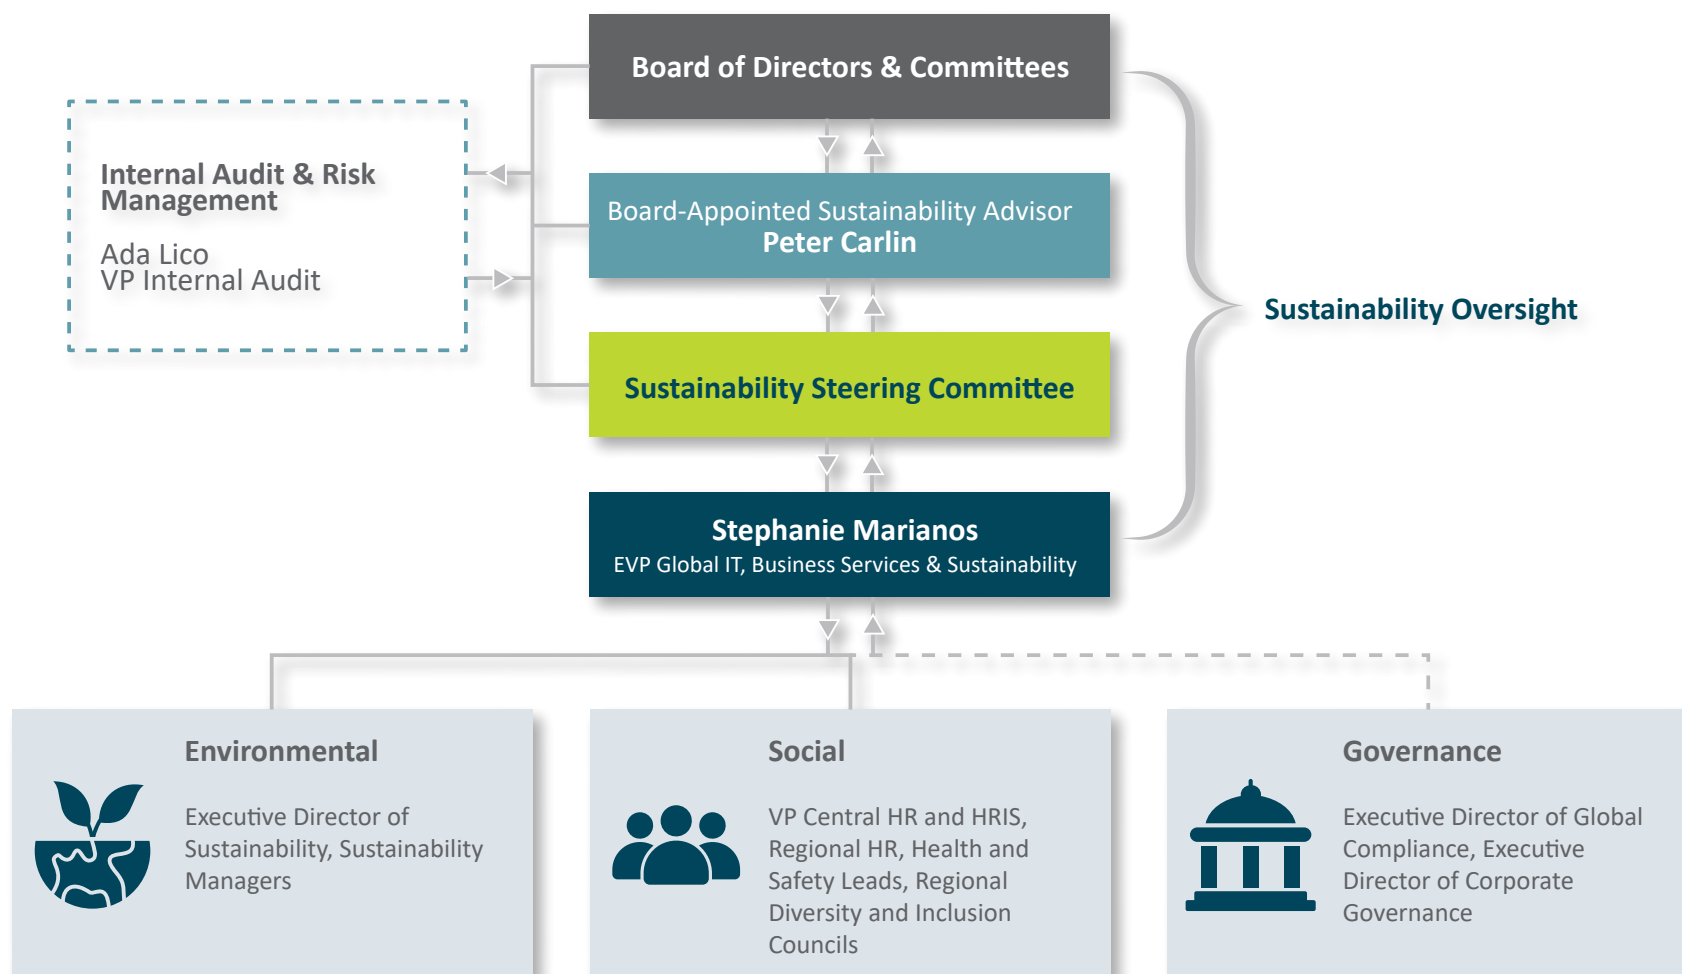 Board of Directors & Committees
Internal Audit & Risk
Management
Ada Lico
VP Internal Audit
Board-Appointed Sustainability Advisor
Peter Carlin
Sustainability Oversight
Sustainability Steering Committee
Stephanie Marianos
EVP Global IT, Business Services & Sustainability
Environmental
Executive Director of
Sustainability, Sustainability
Managers
Social
VP Central HR and HRIS,
Regional HR, Health and
Safety Leads, Regional
Diversity and Inclusion
Councils
Governance
Executive Director of Global
Compliance, Executive
Director of Corporate
Governance